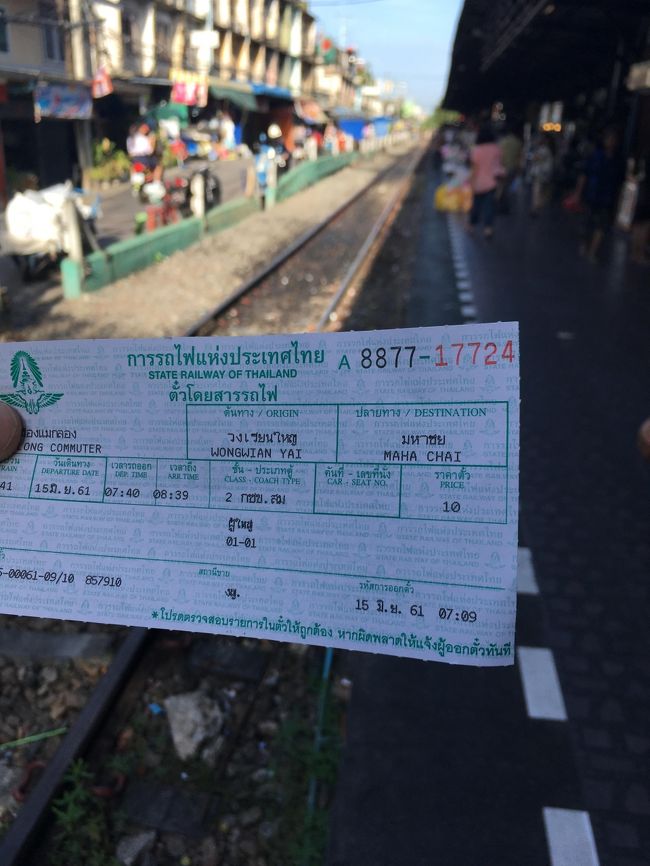 การรถไฟแห่งประเทศไทย A 8877-17724
STATE RAILWAY OF THAILAND
ตั๋วโดยสารรถไฟ
ต้นทาง / ORIGIN ปลายทาง / DESTINATION
วงเวียนใหญ่ มหาชัย
COMMUTER WONGWIAN YAI MAHA CHAI
วันเดินทาง เวลารถออก เวลาถึง ชั้น - ประเภทตู้ คันที่ - เลขที่นั่ง ราคาตั๋ว
DEPARTURE DATE DEP. TIME ARR.TIME CLASS - COACH TYPE CAR - SEAT NO. PRICE
41 15 มิ.ย. 61 07:40 08:39 2 กซข.สม 10
ผู้ใหญ่
01-01
สถานีขาย รหัสการออกตั๋ว
-00061-09/10 857910 งญ. 15 มิ.ย. 61 07:09
*โปรดตรวจสอบรายการในตั๋วให้ถูกต้อง หากผิดพลาดให้แจ้งผู้ออกตั๋วทันที